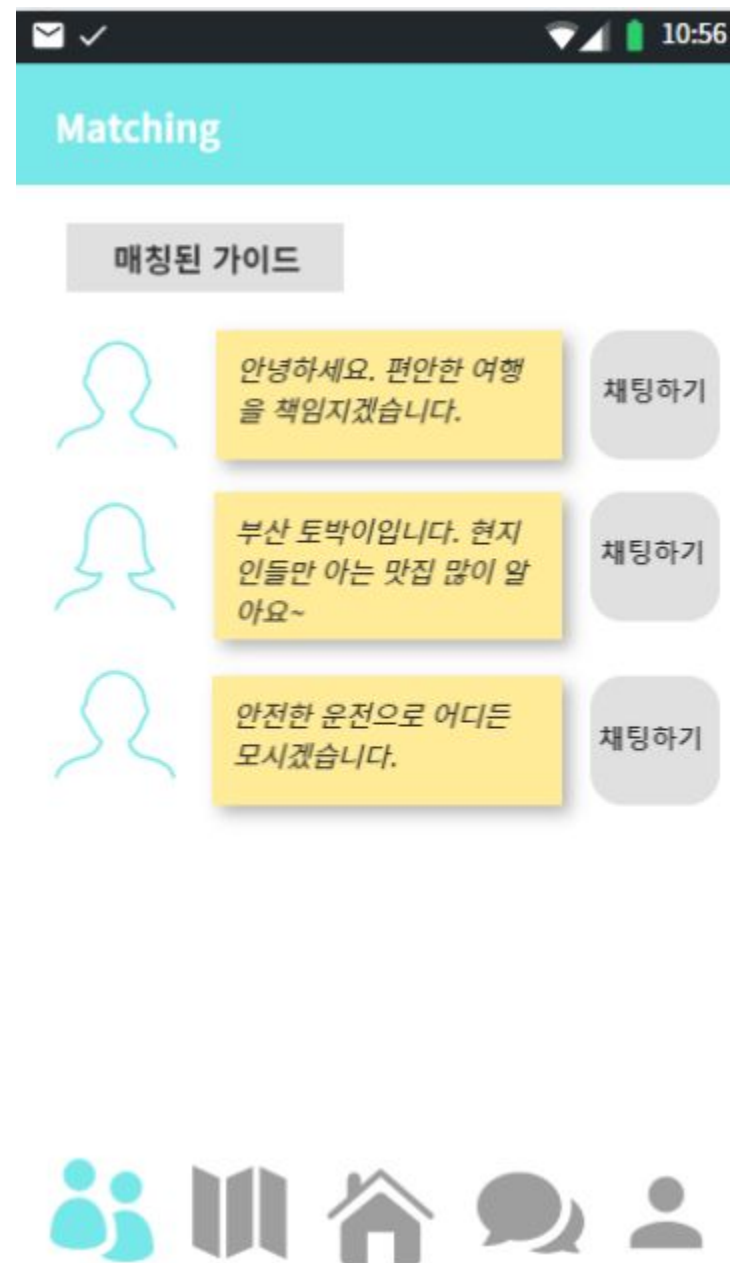 10:56
Matching
매칭된 가이드
안녕하세요. 편안한 여행
을 책임지겠습니다.
채팅하기
부산 토박이입니다. 현지
인들만 아는 맛집 많이 알
아요~
채팅하기
안전한 운전으로 어디든
모시겠습니다.
채팅하기